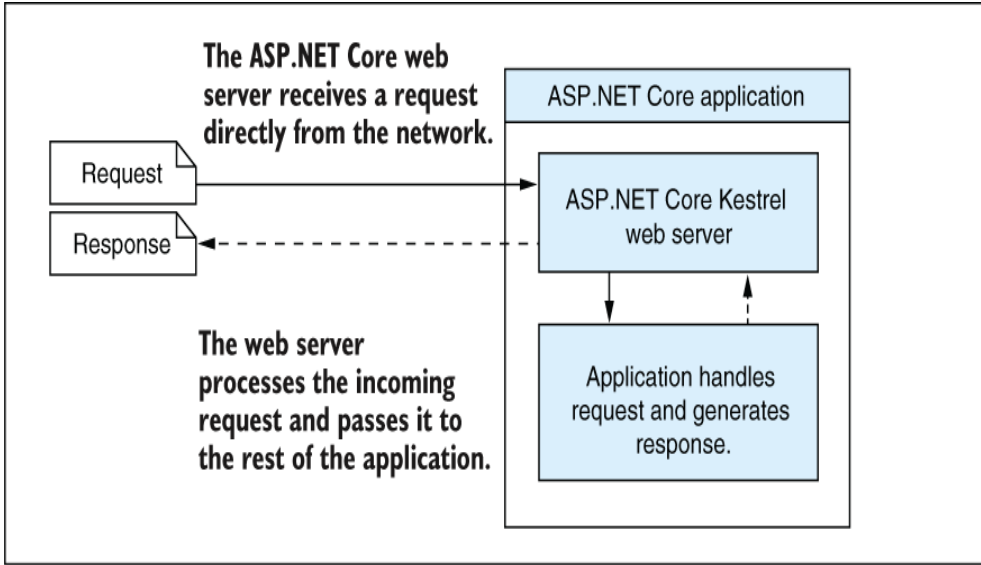 The ASP.NET Core web
server receives a request
directly from the network.
ASP.NET Core application
Request
Response
ASP.NET Core Kestrel
web server
The web server
processes the incoming
request and passes it to
the rest of the application.
Application handles
request and generates
response.